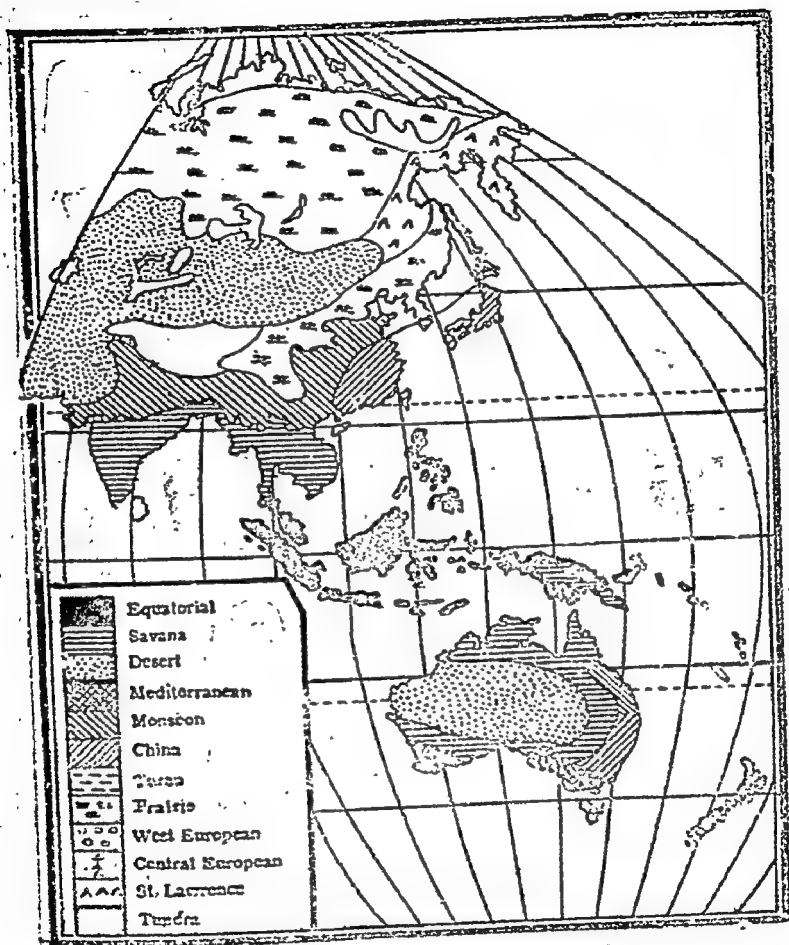 Equatorial
Savana
Desert
Mediterranean
Monsoon
China
Prairie
West European
Central European
St. Lawrence
Tundra